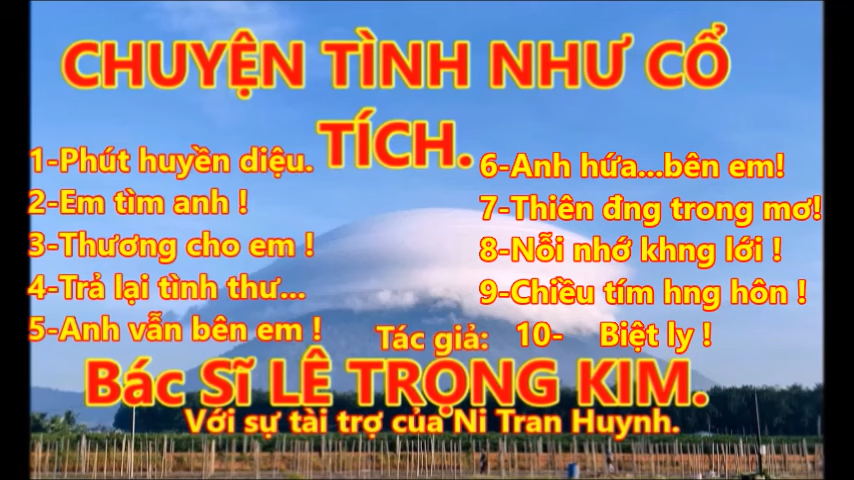 CHUYỆN TÌNH NHƯ CỔ
TÍCH.
1-Phút huyền diệu.
2-Em tìm anh !
3-Thương cho em !
4-Trả lại tình thư...
5-Anh vẫn bên em !
6-Anh hứa...bên em!
7-Thiên đng trong mơ!
8-Nỗi nhớ khng lới !
9-Chiều tím hng hôn !
10- Biệt ly !
Tác giả:
Bác Sĩ LÊ TRỌNG KIM.
Với sự tài trợ của Ni Tran Huynh.